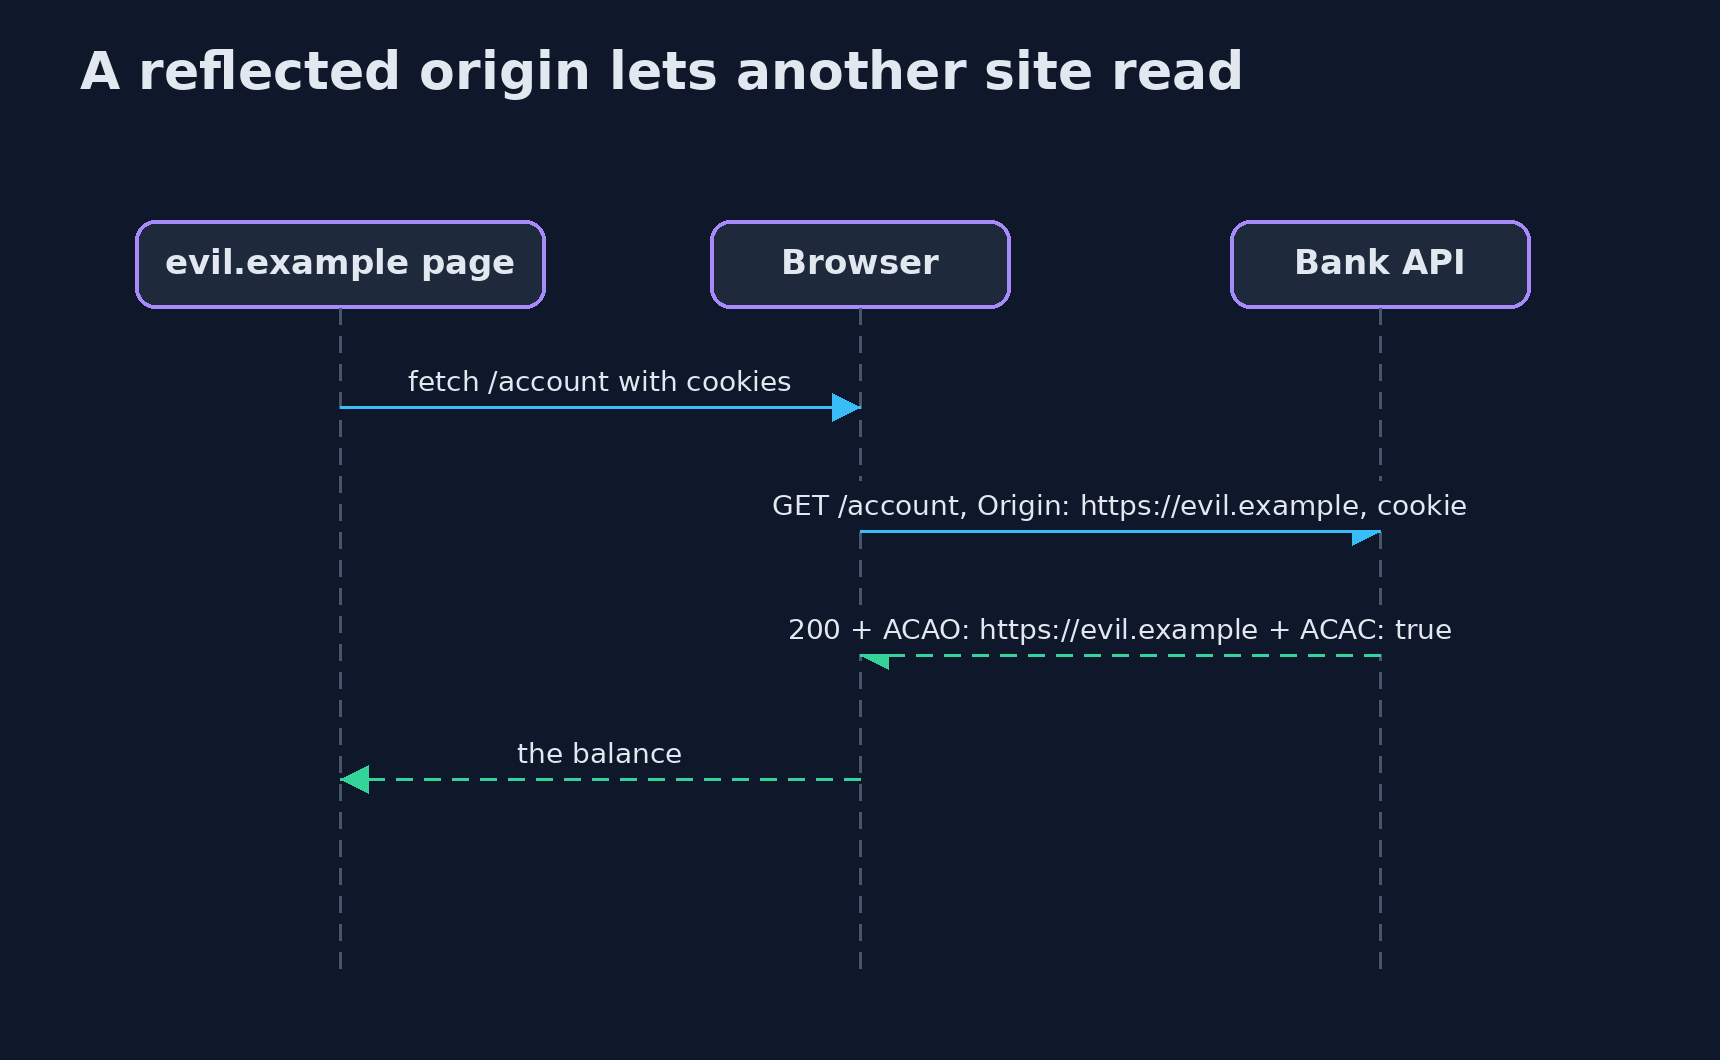 A reflected origin lets another site read
evil.example page
Browser
Bank API
fetch /account with cookies
GET /account, Origin: https://evil.example, cookie
200 + ACAO: https://evil.example + ACAC: true
the balance